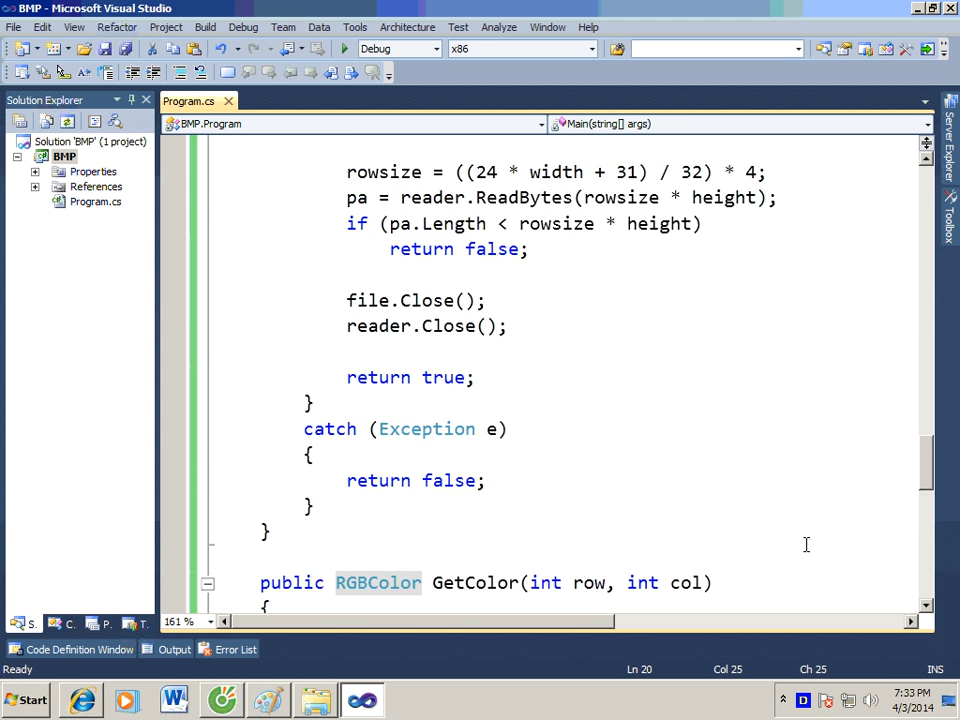 BMP - Microsoft Visual Studio
File Edit View Refactor Project Build Debug Team Data Tools Architecture Test Analyze Window Help
Debug x86
Solution Explorer
Program.cs
BMP.Program
Main(string[] args)
Solution 'BMP' (1 project)
BMP
Properties
References
Program.cs
rowsize = ((24 * width + 31) / 32) * 4;
pa = reader.ReadBytes(rowsize * height);
if (pa.Length < rowsize * height)
return false;
file.Close();
reader.Close();
return true;
}
catch (Exception e)
{
return false;
}
}
public RGBColor GetColor(int row, int col)
{
Server Explorer
Toolbox
S. C. P. T.
161 %
Code Definition Window Output Error List
Ready Ln 20 Col 25 Ch 25 INS
Start
7:33 PM
4/3/2014